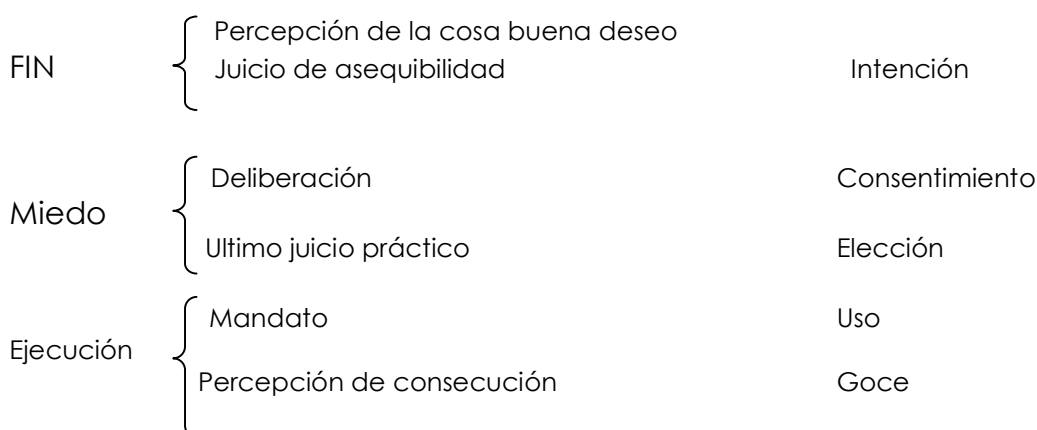 Percepción de la cosa buena deseo
FIN Juicio de asequibilidad Intención
Deliberación Consentimiento
Miedo
Ultimo juicio práctico Elección
Mandato Uso
Ejecución
Percepción de consecución Goce